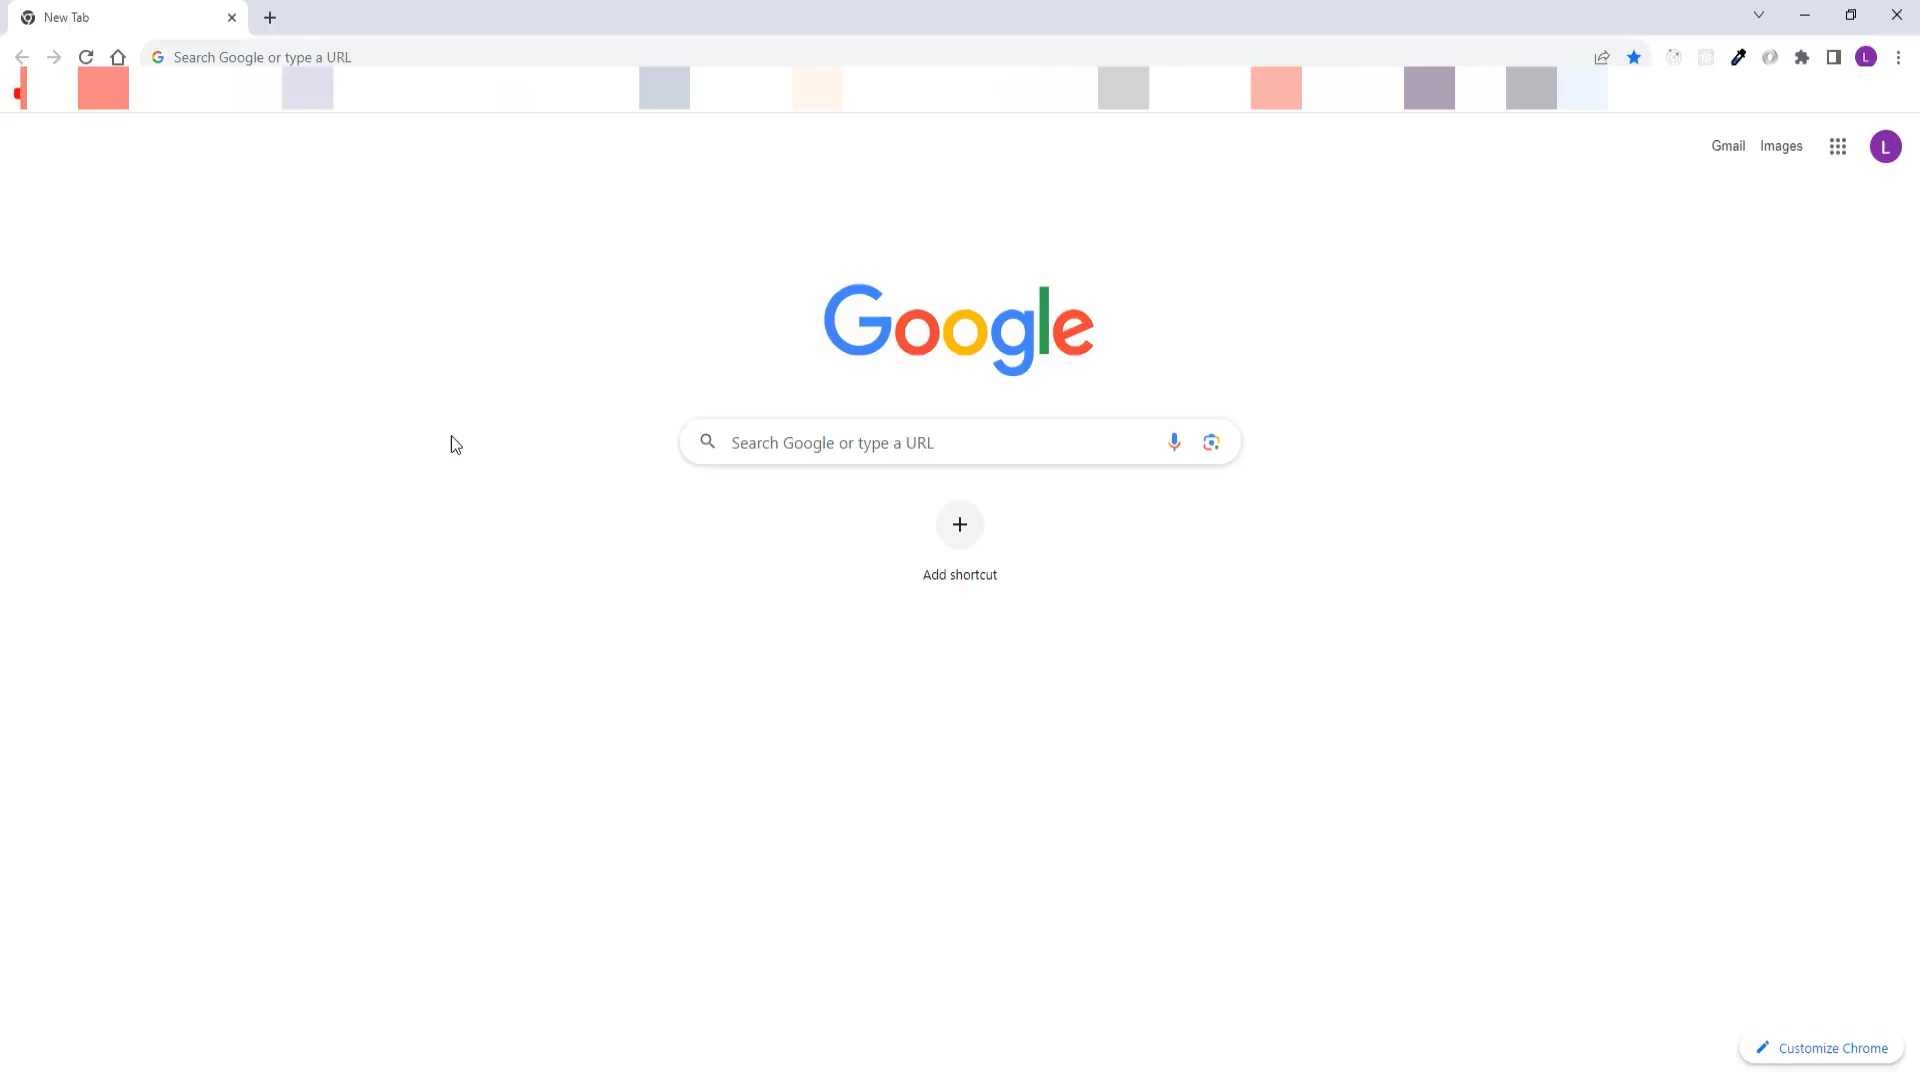 New Tab
Search Google or type a URL
L
Gmail Images L
Google
Search Google or type a URL
Add shortcut
Customize Chrome